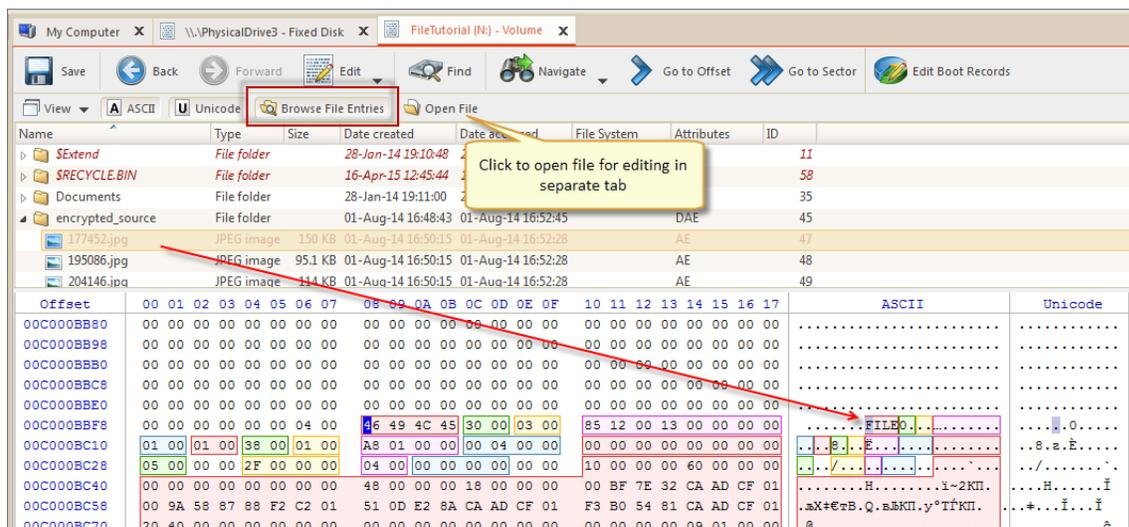 My Computer X \\.\PhysicalDrive3 - Fixed Disk X FileTutorial (N:) - Volume X
Save Back Forward Edit Find Navigate Go to Offset Go to Sector Edit Boot Records
View A ASCII U Unicode Browse File Entries Open File
Name Type Size Date created File System Attributes ID
$Extend File folder 28-Jan-14 19:10:48 11
Click to open file for editing in
separate tab
$RECYCLE.BIN File folder 16-Apr-15 12:45:44 58
Documents File folder 28-Jan-14 19:11:00 35
encrypted_source File folder 01-Aug-14 16:48:43 01-Aug-14 16:52:45 DAE 45
177452.jpg JPEG image 150 KB 01-Aug-14 16:50:15 01-Aug-14 16:52:28 AE 47
195086.jpg JPEG image 95.1 KB 01-Aug-14 16:50:15 01-Aug-14 16:52:28 AE 48
204146.jpg JPEG image 114 KB 01-Aug-14 16:50:15 01-Aug-14 16:52:28 AE 49
Offset 00 01 02 03 04 05 06 07 08 09 0A 0B 0C 0D 0E 0F 10 11 12 13 14 15 16 17 ASCII Unicode
00C000BB80 00 00 00 00 00 00 00 00 00 00 00 00 00 00 00 00 00 00 00 00 00 00 00 00
00C000BB98 00 00 00 00 00 00 00 00 00 00 00 00 00 00 00 00 00 00 00 00 00 00 00 00
00C000BBB0 00 00 00 00 00 00 00 00 00 00 00 00 00 00 00 00 00 00 00 00 00 00 00 00
00C000BBC8 00 00 00 00 00 00 00 00 00 00 00 00 00 00 00 00 00 00 00 00 00 00 00 00
00C000BBE0 00 00 00 00 00 00 00 00 00 00 00 00 00 00 00 00 00 00 00 00 00 00 00 00
00C000BBF8 00 00 00 00 00 00 04 00 46 49 4C 45 30 00 03 00 85 12 00 13 00 00 00 00 FILE0
00C000BC10 01 00 01 00 38 00 01 00 A8 01 00 00 00 04 00 00 00 00 00 00 00 00 00 00
00C000BC28 05 00 00 00 2F 00 00 00 04 00 00 00 00 00 00 00 10 00 00 00 60 00 00 00
00C000BC40 00 00 00 00 00 00 00 00 48 00 00 00 18 00 00 00 00 BF 7E 32 CA AD CF 01
00C000BC58 00 9A 58 87 88 F2 C2 01 51 0D E2 8A CA AD CF 01 F3 B0 54 81 CA AD CF 01
00C000BC70